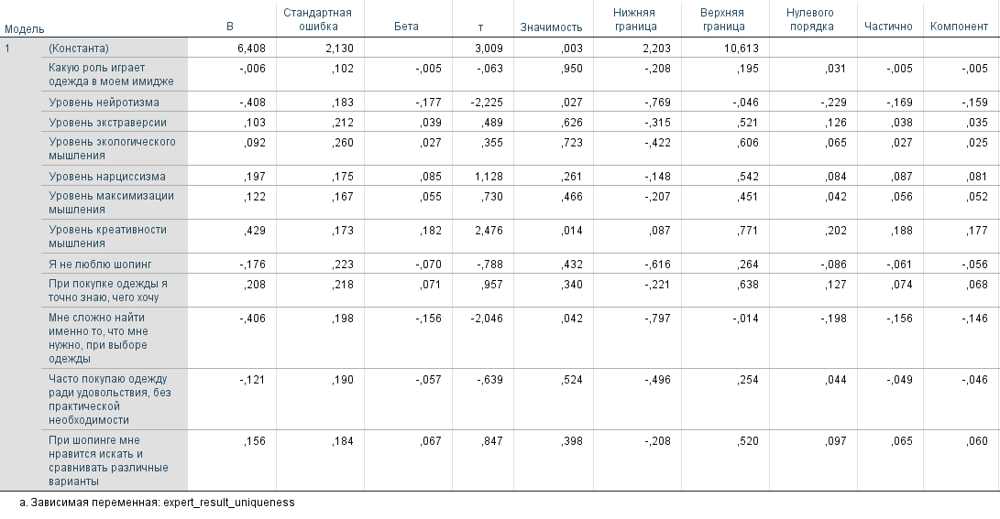 Модель B Стандартная ошибка Бета т Значимость Нижняя граница Верхняя граница Нулевого порядка Частично Компонент
1 (Константа) 6,408 2,130 3,009 ,003 2,203 10,613
Какую роль играет
одежда в моем имидже -,006 ,102 -,005 -,063 ,950 -,208 ,195 ,031 -,005 -,005
Уровень нейротизма -,408 ,183 -,177 -2,225 ,027 -,769 -,046 -,229 -,169 -,159
Уровень экстраверсии ,103 ,212 ,039 ,489 ,626 -,315 ,521 ,126 ,038 ,035
Уровень экологического
мышления ,092 ,260 ,027 ,355 ,723 -,422 ,606 ,065 ,027 ,025
Уровень нарциссизма ,197 ,175 ,085 1,128 ,261 -,148 ,542 ,084 ,087 ,081
Уровень максимизации
мышления ,122 ,167 ,055 ,730 ,466 -,207 ,451 ,042 ,056 ,052
Уровень креативности
мышления ,429 ,173 ,182 2,476 ,014 ,087 ,771 ,202 ,188 ,177
Я не люблю шопинг -,176 ,223 -,070 -,788 ,432 -,616 ,264 -,086 -,061 -,056
При покупке одежды я
точно знаю, чего хочу ,208 ,218 ,071 ,957 ,340 -,221 ,638 ,127 ,074 ,068
Мне сложно найти
именно то, что мне
нужно, при выборе
одежды -,406 ,198 -,156 -2,046 ,042 -,797 -,014 -,198 -,156 -,146
Часто покупаю одежду
ради удовольствия, без
практической
необходимости -,121 ,190 -,057 -,639 ,524 -,496 ,254 ,044 -,049 -,046
При шопинге мне
нравится искать и
сравнивать различные
варианты ,156 ,184 ,067 ,847 ,398 -,208 ,520 ,097 ,065 ,060
a. Зависимая переменная: expert_result_uniqueness